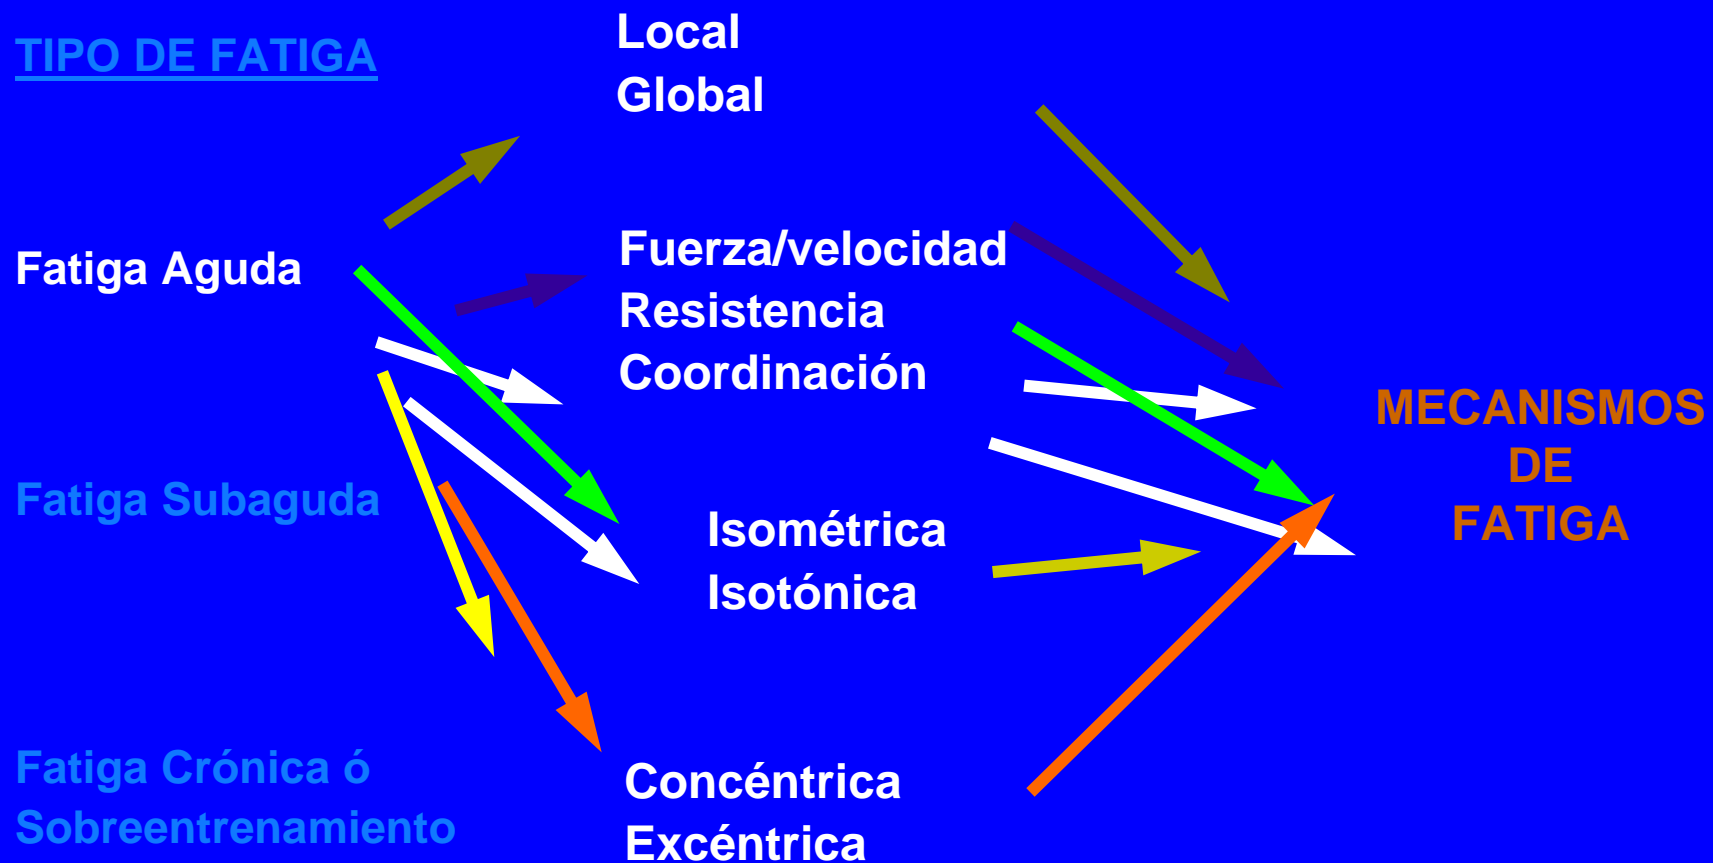 TIPO DE FATIGA
Local
Global
Fatiga Aguda
Fuerza/velocidad
Resistencia
Coordinación
MECANISMOS
DE
FATIGA
Fatiga Subaguda
Isométrica
Isotónica
Fatiga Crónica ó
Sobreentrenamiento
Concéntrica
Excéntrica